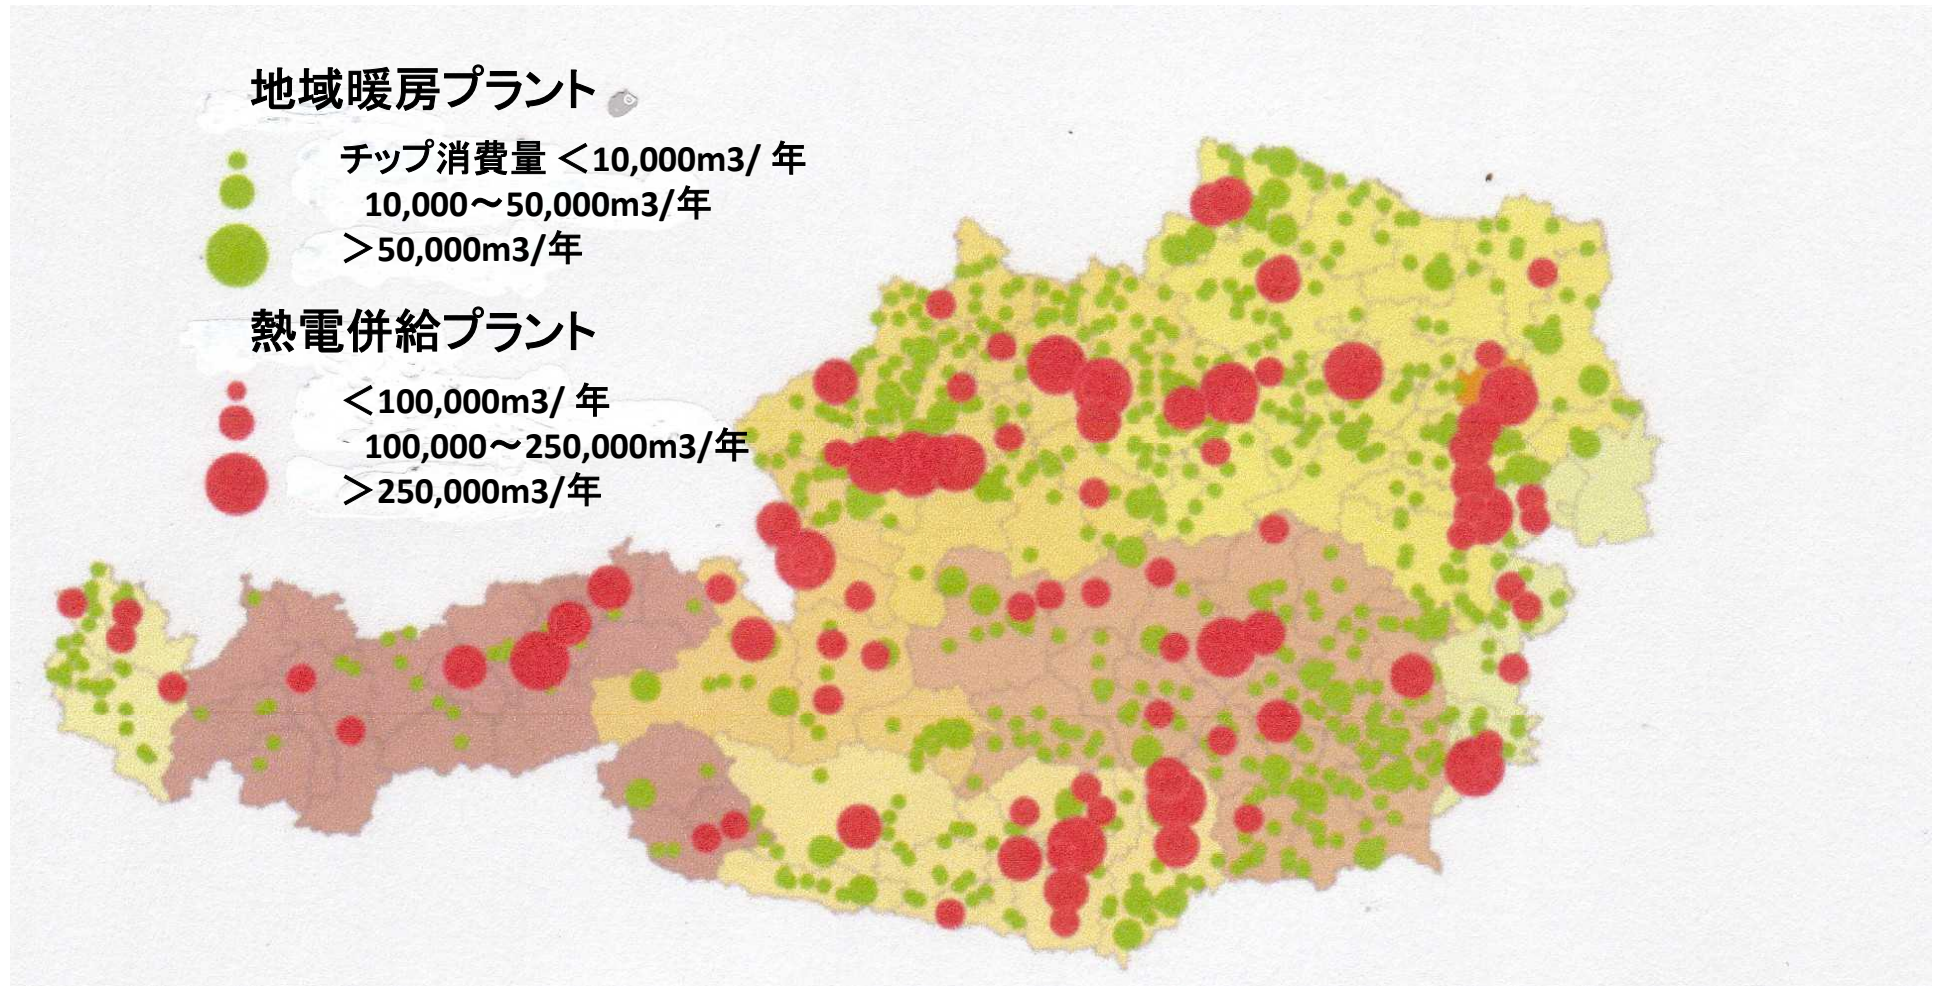 地域暖房プラント
チップ消費量 ＜10,000m3/ 年
10,000～50,000m3/年
＞50,000m3/年
熱電併給プラント
＜100,000m3/ 年
100,000～250,000m3/年
＞250,000m3/年